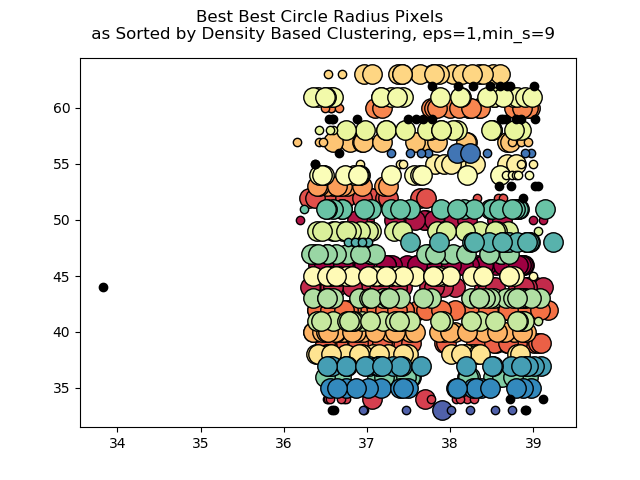 Best Best Circle Radius Pixels
as Sorted by Density Based Clustering, eps=1,min_s=9
60
55
50
45
40
35
34 35 36 37 38 39